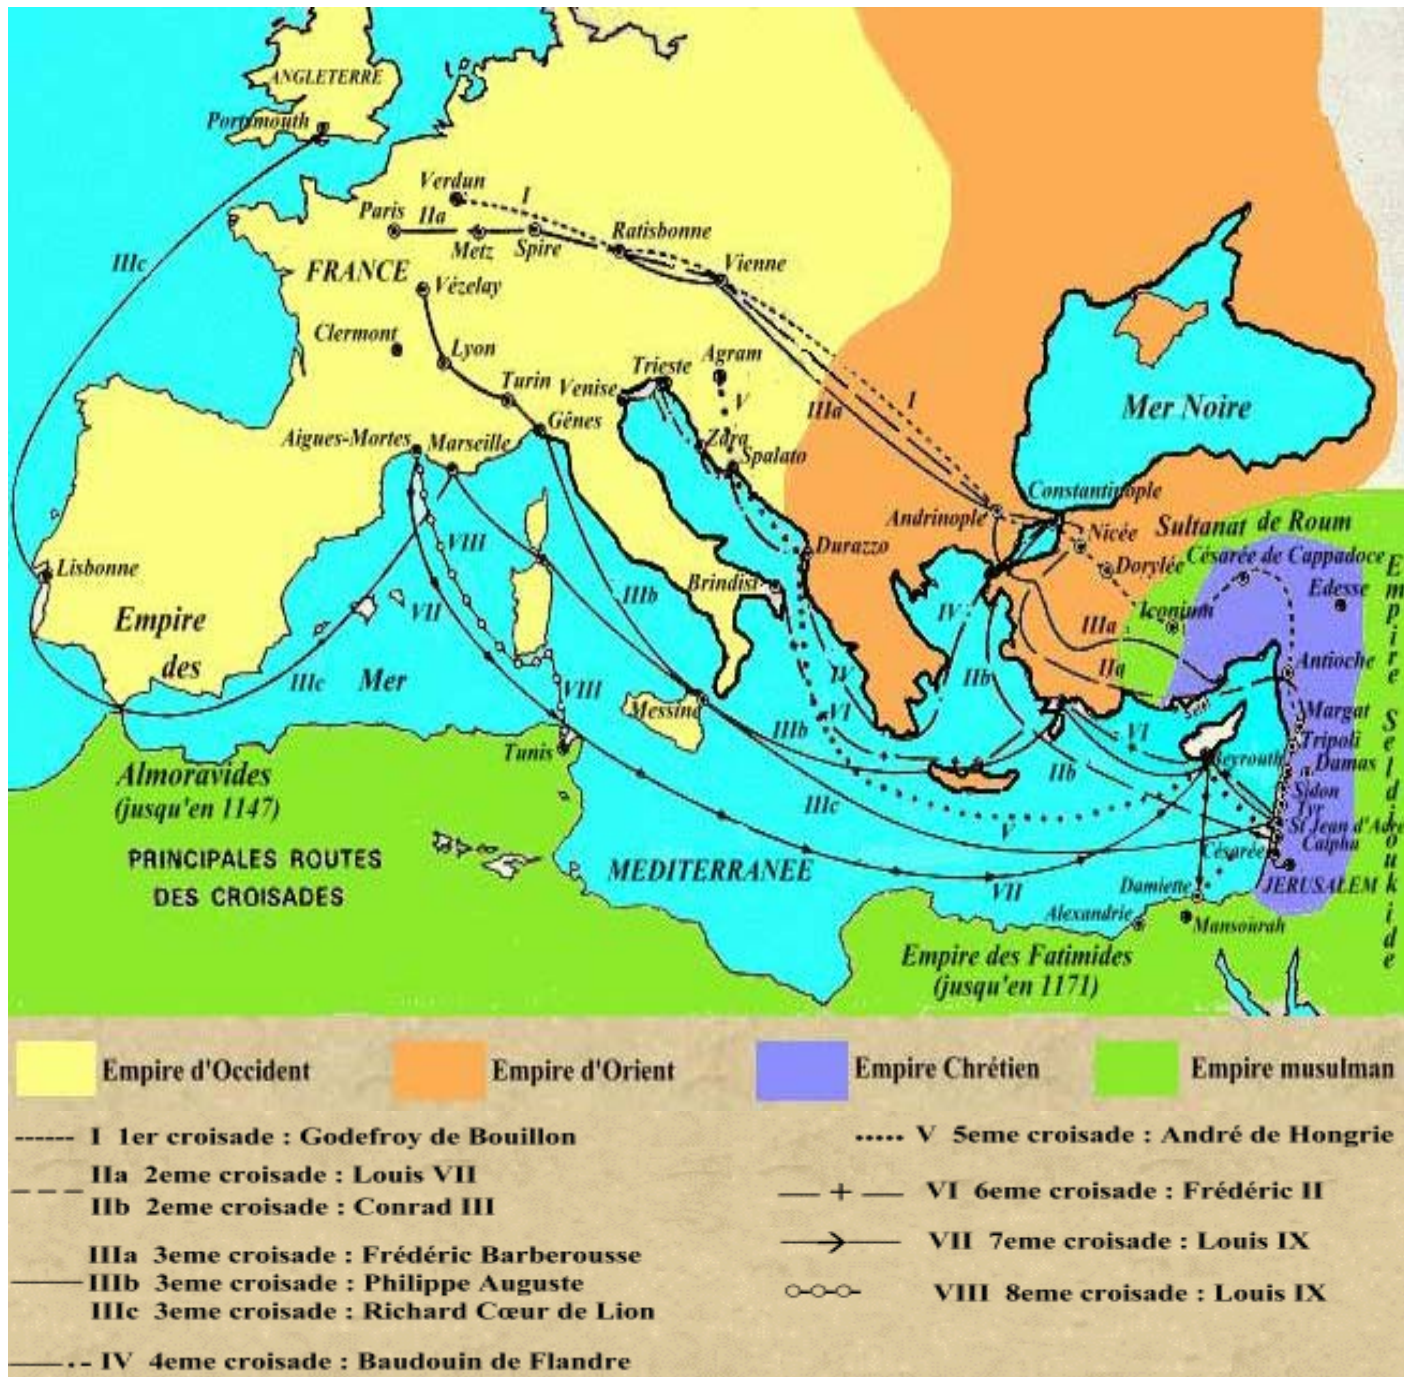 ANGLETERRE
Portsmouth
Verdun
I
Paris
IIa
Metz
Spire
Ratisbonne
Vienne
IIIc
FRANCE
Vézelay
Clermont
Lyon
Turin
Venise
Trieste
Agram
V
IIIa
I
Mer Noire
Gênes
Aigues-Mortes
Marseille
Zara
Spalato
Constantinople
Andrinople
Nicée
Sultanat de Roum
VIII
Durazzo
Dorylée
Césarée de Cappadoce
Lisbonne
Brindisi
Edesse
Empire Seldjoukide
VII
IIIb
IV
Iconium
IIIa
Empire
des
IIIc
Mer
VIII
IV
IIb
IIa
Antioche
Messine
VI
Selef
Margat
IIIb
VI
Tripoli
Tunis
Beyrouth
Damas
Almoravides
(jusqu'en 1147)
IIb
Sidon
Tyr
IIIc
V
St Jean d'Acre
Caïpha
Césarée
PRINCIPALES ROUTES
DES CROISADES
MEDITERRANEE
VII
Damiette
JERUSALEM
Alexandrie
Mansourah
Empire des Fatimides
(jusqu'en 1171)
Empire d'Occident
Empire d'Orient
Empire Chrétien
Empire musulman
I 1er croisade : Godefroy de Bouillon
IIa 2eme croisade : Louis VII
IIb 2eme croisade : Conrad III
IIIa 3eme croisade : Frédéric Barberousse
IIIb 3eme croisade : Philippe Auguste
IIIc 3eme croisade : Richard Cœur de Lion
IV 4eme croisade : Baudouin de Flandre
V 5eme croisade : André de Hongrie
VI 6eme croisade : Frédéric II
VII 7eme croisade : Louis IX
VIII 8eme croisade : Louis IX